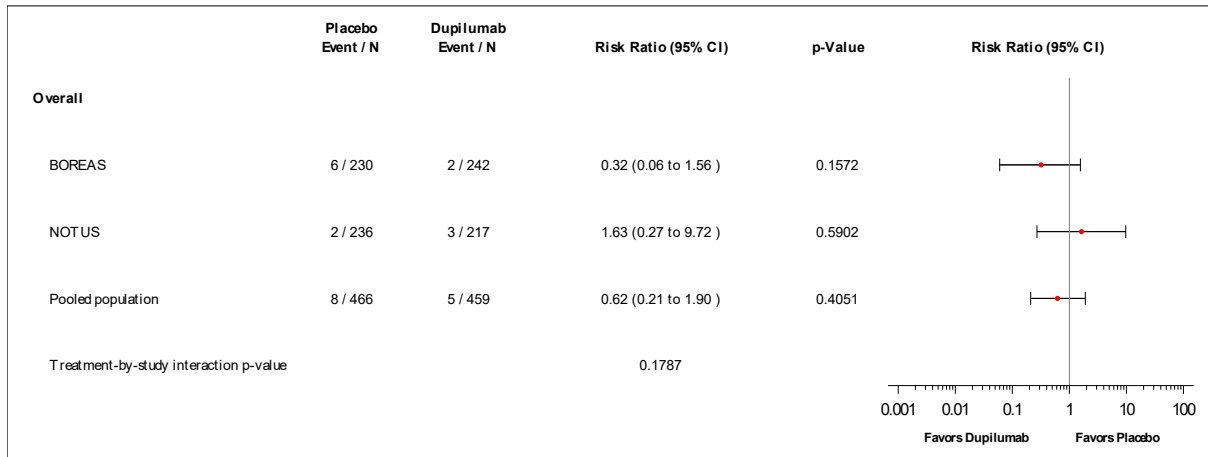 Placebo Dupilumab
Event / N Event / N Risk Ratio (95% CI) p-Value Risk Ratio (95% CI)
Overall
BOREAS 6 / 230 2 / 242 0.32 (0.06 to 1.56 ) 0.1572
NOTUS 2 / 236 3 / 217 1.63 (0.27 to 9.72 ) 0.5902
Pooled population 8 / 466 5 / 459 0.62 (0.21 to 1.90 ) 0.4051
Treatment-by-study interaction p-value 0.1787
0.001 0.01 0.1 1 10 100
Favors Dupilumab Favors Placebo